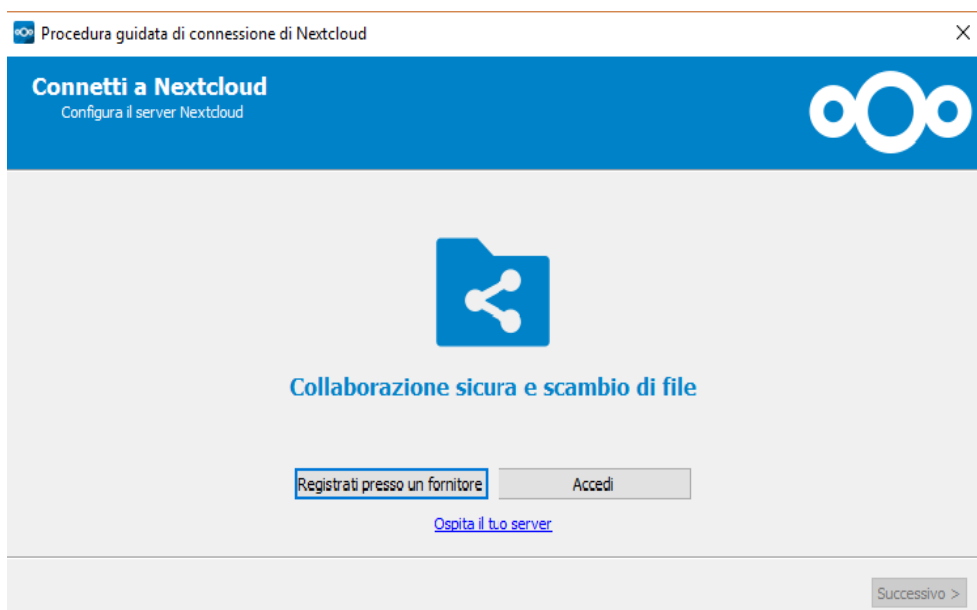 Procedura guidata di connessione di Nextcloud
Connetti a Nextcloud
Configura il server Nextcloud
Collaborazione sicura e scambio di file
Registrati presso un fornitore
Accedi
Ospita il tuo server
Successivo >